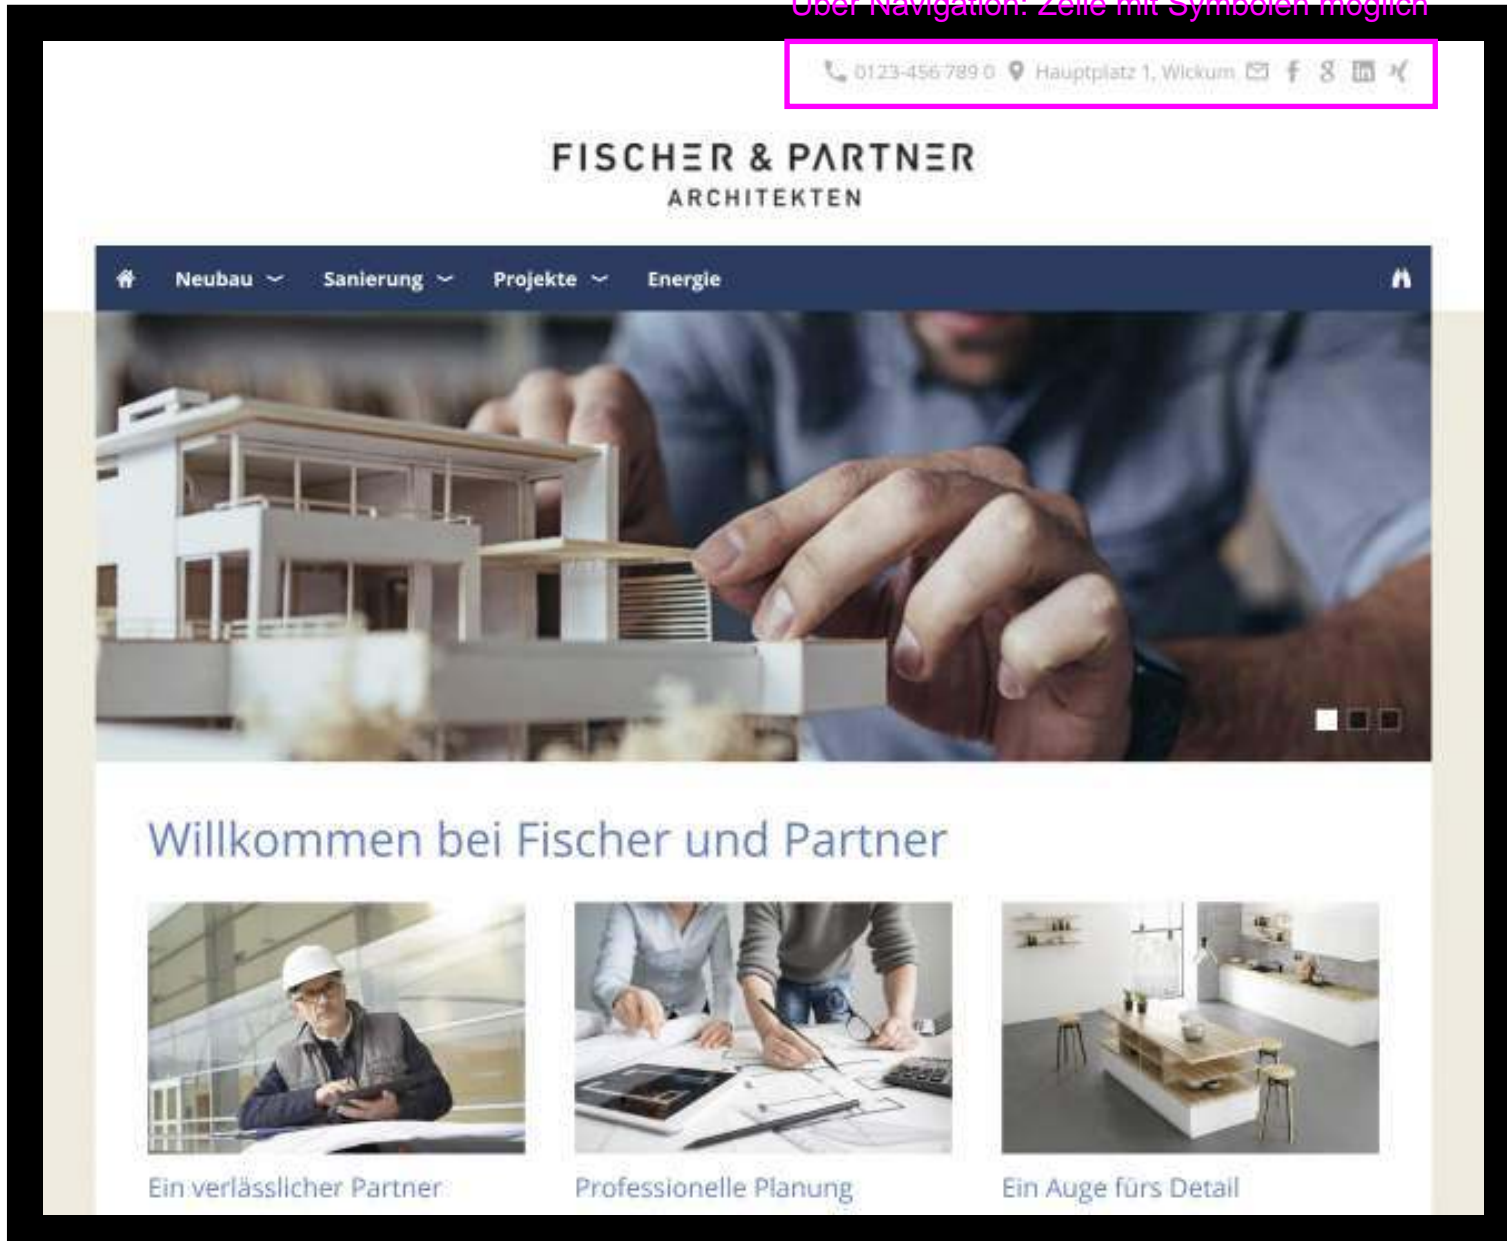 Über Navigation: Zeile mit Symbolen möglich
0123-456 789 0 Hauptplatz 1, Wickum
FISCHER & PARTNER
ARCHITEKTEN
Neubau Sanierung Projekte Energie
Willkommen bei Fischer und Partner
Ein verlässlicher Partner Professionelle Planung Ein Auge fürs Detail